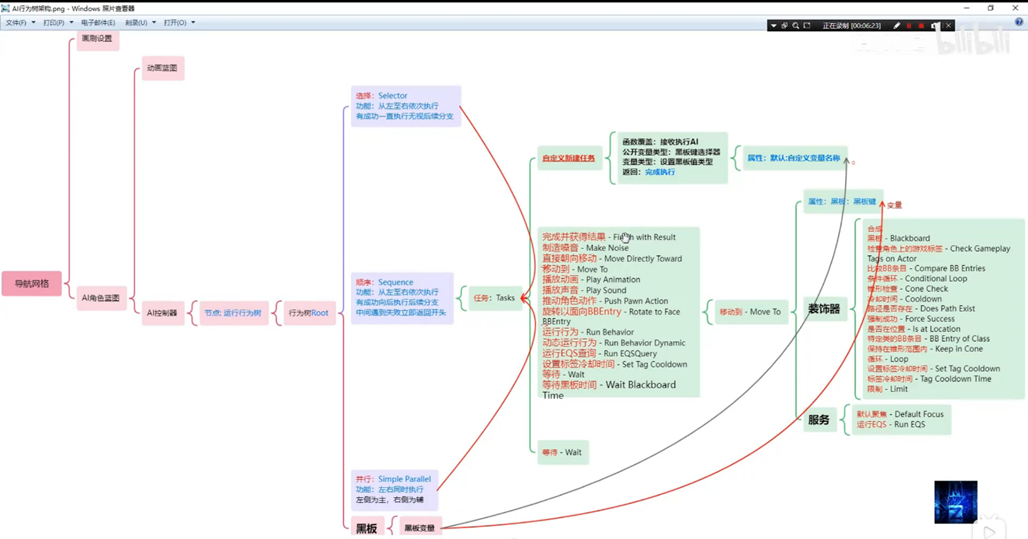 AI行为树架构.png - Windows 照片查看器
文件(F) 打印(P) 电子邮件(E) 刻录(U) 打开(O)
正在录制 [00:06:23]
bilibili
画刷设置
动画蓝图
导航网格
AI角色蓝图
AI控制器
节点: 运行行为树
行为树Root
选择: Selector
功能: 从左至右依次执行
有成功一直执行无视后续分支
顺序: Sequence
功能: 从左至右依次执行
有成功向后执行后续分支
中间遇到失败立即返回开头
并行: Simple Parallel
功能: 左右同时执行
左侧为主，右侧为辅
黑板
黑板变量
任务: Tasks
自定义新建任务
函数覆盖: 接收执行AI
公开变量类型: 黑板键选择器
变量类型: 设置黑板值类型
返回: 完成执行
属性: 默认:自定义变量名称
完成并获得结果 - Finish with Result
制造噪音 - Make Noise
直接朝向移动 - Move Directly Toward
移动到 - Move To
播放动画 - Play Animation
播放声音 - Play Sound
推动角色动作 - Push Pawn Action
旋转以面向BBEntry - Rotate to Face
BBEntry
运行行为 - Run Behavior
动态运行行为 - Run Behavior Dynamic
运行EQS查询 - Run EQSQuery
设置标签冷却时间 - Set Tag Cooldown
等待 - Wait
等待黑板时间 - Wait Blackboard
Time
等待 - Wait
移动到 - Move To
属性: 黑板: 黑板键
变量
装饰器
合成
黑板 - Blackboard
检查角色上的游戏标签 - Check Gameplay
Tags on Actor
比较BB条目 - Compare BB Entries
条件循环 - Conditional Loop
锥形检查 - Cone Check
冷却时间 - Cooldown
路径是否存在 - Does Path Exist
强制成功 - Force Success
是否在位置 - Is at Location
特定类的BB条目 - BB Entry of Class
保持在锥形范围内 - Keep in Cone
循环 - Loop
设置标签冷却时间 - Set Tag Cooldown
标签冷却时间 - Tag Cooldown Time
限制 - Limit
服务
默认聚焦 - Default Focus
运行EQS - Run EQS